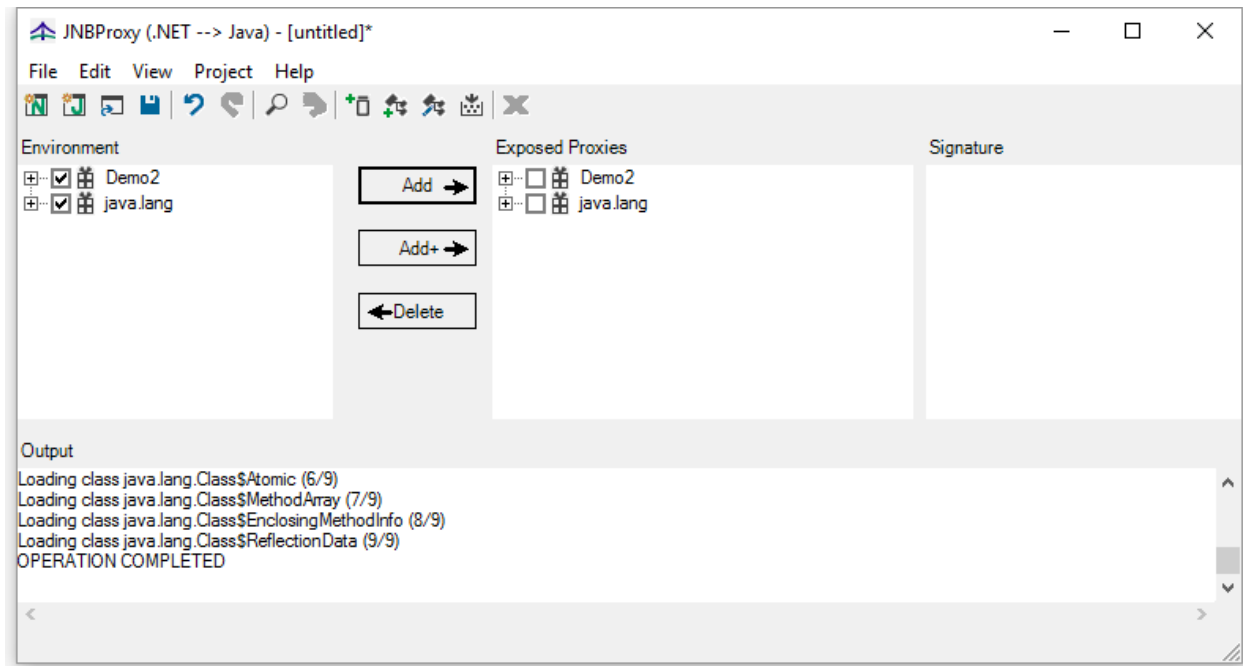 JNBProxy (.NET --> Java) - [untitled]*
File Edit View Project Help
Environment
Exposed Proxies
Signature
Demo2
java.lang
Add
Add+
Delete
Demo2
java.lang
Output
Loading class java.lang.Class$Atomic (6/9)
Loading class java.lang.Class$MethodArray (7/9)
Loading class java.lang.Class$EnclosingMethodInfo (8/9)
Loading class java.lang.Class$ReflectionData (9/9)
OPERATION COMPLETED